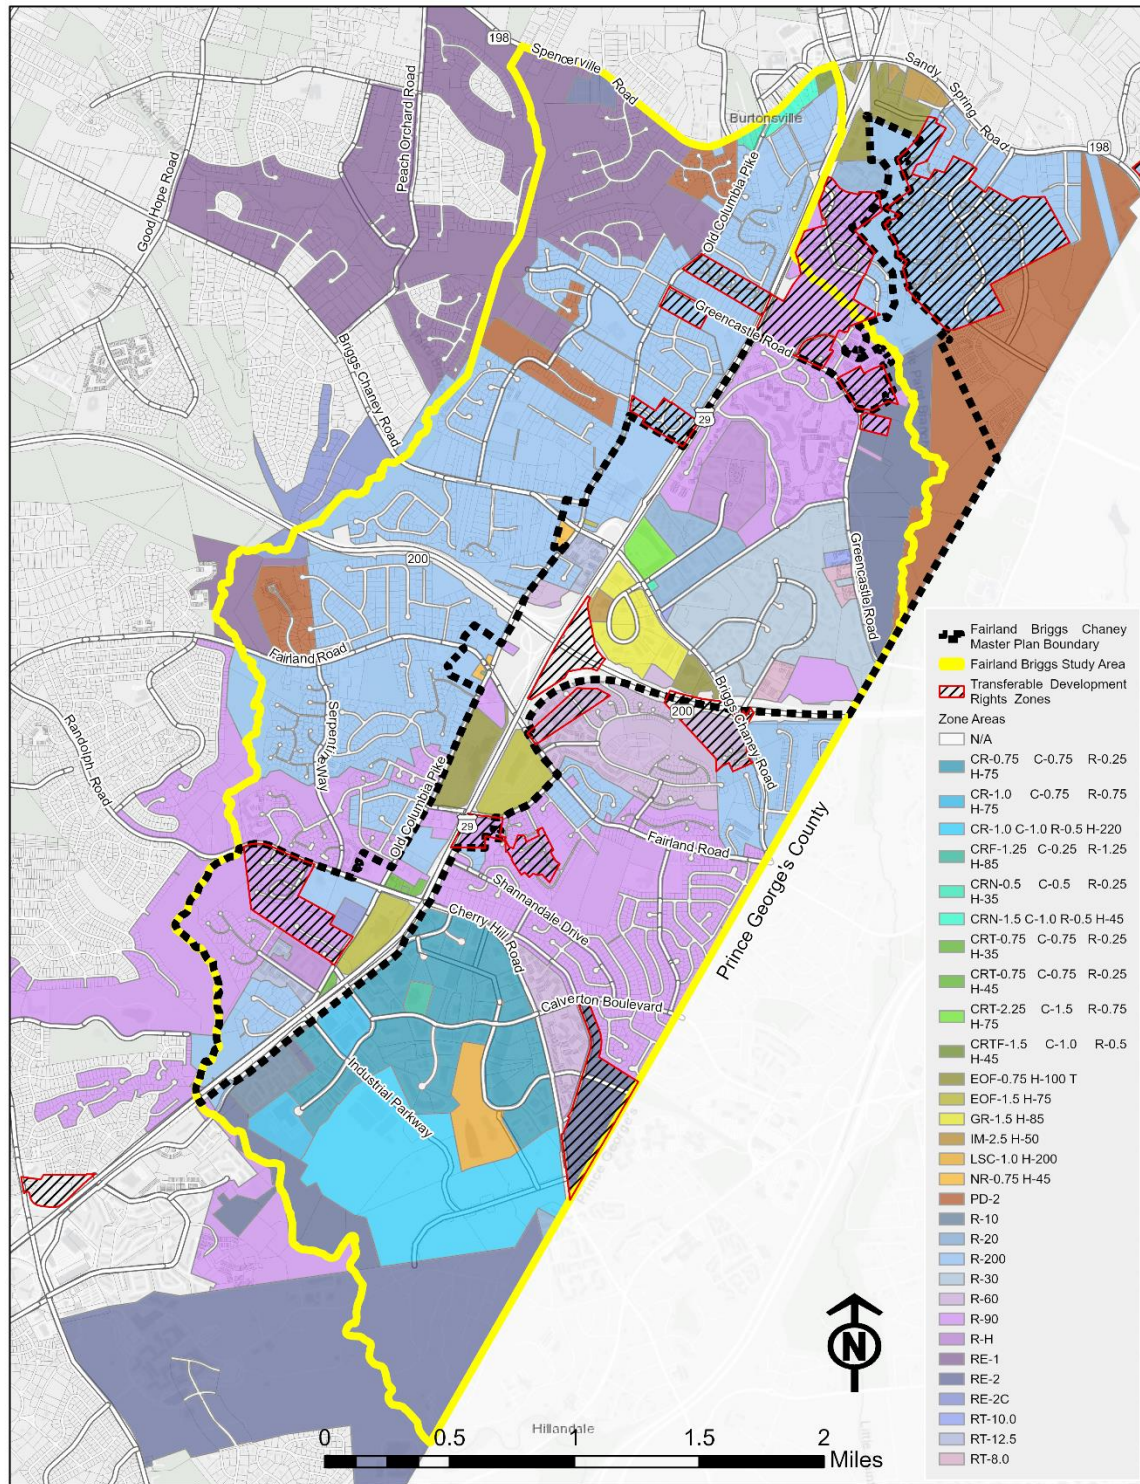 198
Spencerville Road
Sandy Spring Road
Burtonsville
198
Peach Orchard Road
Good Hope Road
Old Columbia Pike
Greencastle Road
Briggs Chaney Road
29
200
Greencastle Road
Fairland Road
Briggs Chaney Road
200
Randolph Road
Serpentine Way
Old Columbia Pike
29
Fairland Road
Shannandale Drive
Cherry Hill Road
Prince George's County
Calverton Boulevard
Industrial Parkway
Hillandale
N
0 0.5 1 1.5 2
Miles
Fairland Briggs Chaney
Master Plan Boundary
Fairland Briggs Study Area
Transferable Development
Rights Zones
Zone Areas
N/A
CR-0.75 C-0.75 R-0.25
H-75
CR-1.0 C-0.75 R-0.75
H-75
CR-1.0 C-1.0 R-0.5 H-220
CRF-1.25 C-0.25 R-1.25
H-85
CRN-0.5 C-0.5 R-0.25
H-35
CRN-1.5 C-1.0 R-0.5 H-45
CRT-0.75 C-0.75 R-0.25
H-35
CRT-0.75 C-0.75 R-0.25
H-45
CRT-2.25 C-1.5 R-0.75
H-75
CRTF-1.5 C-1.0 R-0.5
H-45
EOF-0.75 H-100 T
EOF-1.5 H-75
GR-1.5 H-85
IM-2.5 H-50
LSC-1.0 H-200
NR-0.75 H-45
PD-2
R-10
R-20
R-200
R-30
R-60
R-90
R-H
RE-1
RE-2
RE-2C
RT-10.0
RT-12.5
RT-8.0